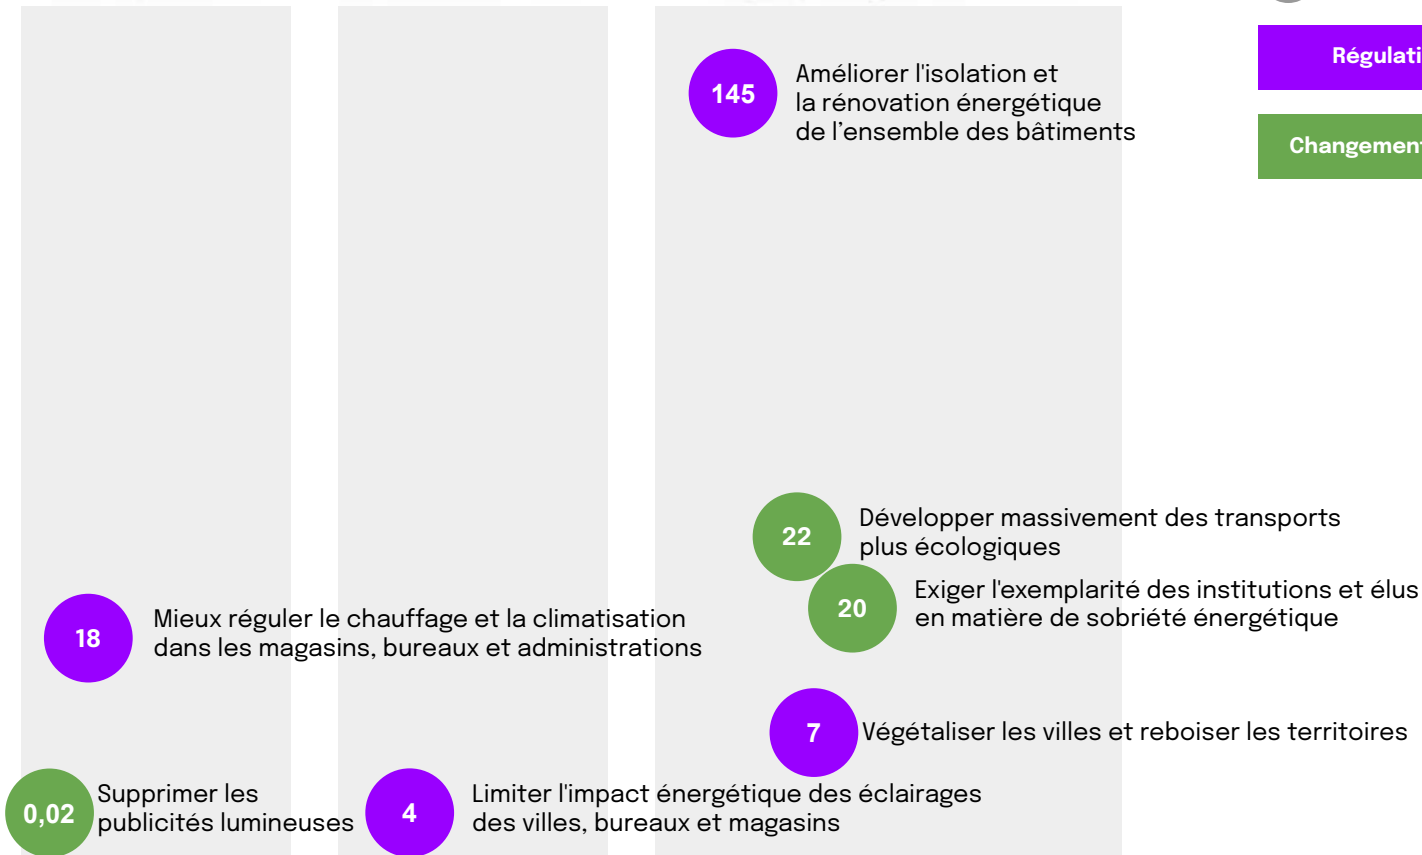 145
Améliorer l'isolation et
la rénovation énergétique
de l’ensemble des bâtiments
22
Développer massivement des transports
plus écologiques
20
Exiger l'exemplarité des institutions et élus
en matière de sobriété énergétique
18
Mieux réguler le chauffage et la climatisation
dans les magasins, bureaux et administrations
7
Végétaliser les villes et reboiser les territoires
0,02
Supprimer les
publicités lumineuses
4
Limiter l'impact énergétique des éclairages
des villes, bureaux et magasins